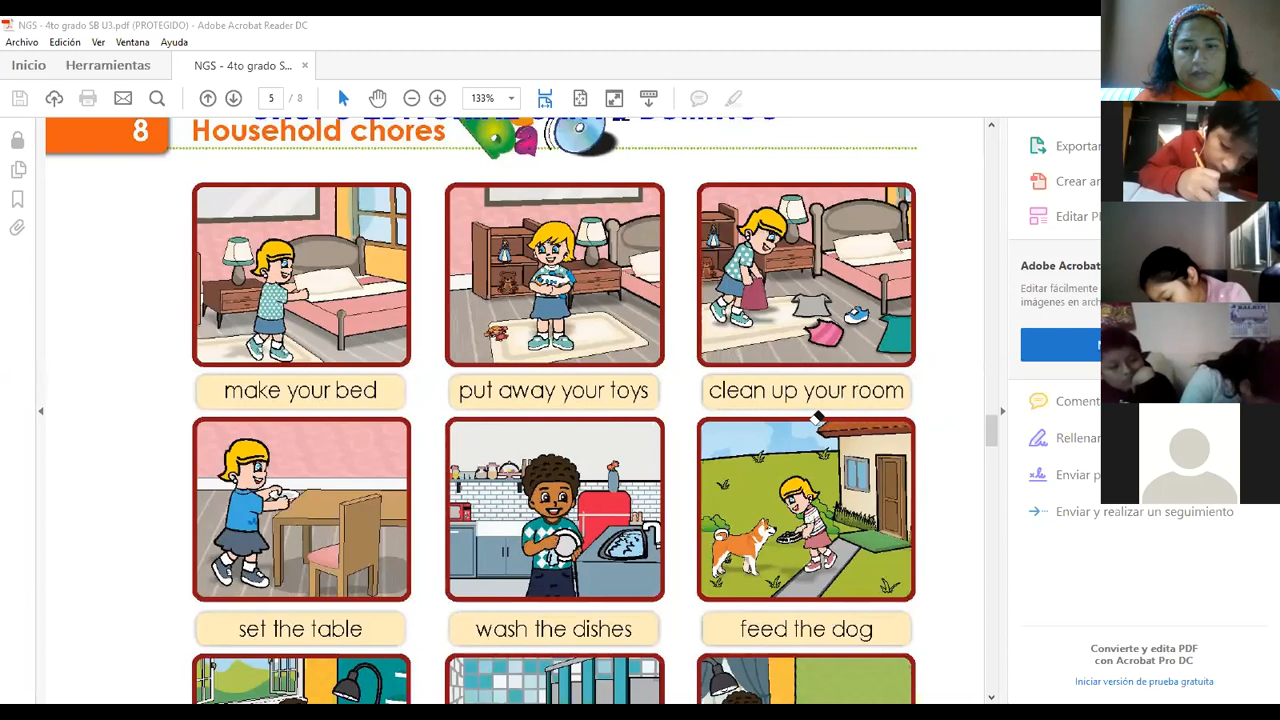 NGS - 4to grado SB U3.pdf (PROTEGIDO) - Adobe Acrobat Reader DC
Archivo Edición Ver Ventana Ayuda
Inicio Herramientas NGS - 4to grado S... ×
5 / 8 133%
8 Household chores
make your bed
put away your toys
clean up your room
set the table
wash the dishes
feed the dog
Exportar
Crear ar
Editar P
Adobe Acrobat
Editar fácilmente
imágenes en arch
Coment
Rellenar
Enviar p
Enviar y realizar un seguimiento
Convierte y edita PDF
con Acrobat Pro DC
Iniciar versión de prueba gratuita